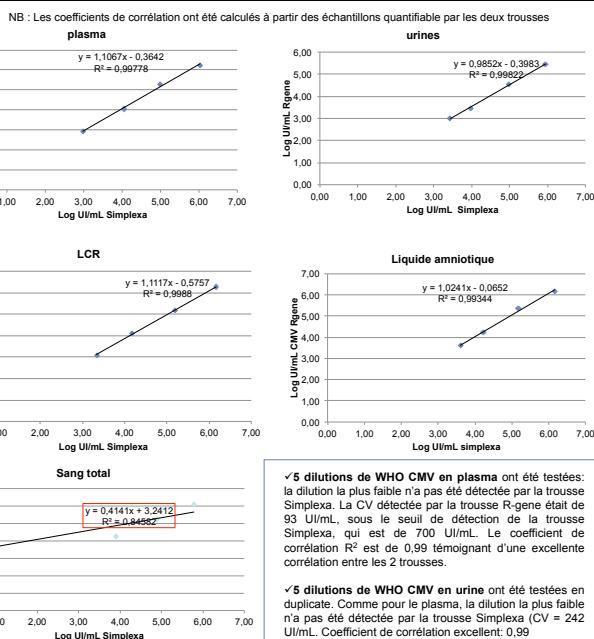 NB : Les coefficients de corrélation ont été calculés à partir des échantillons quantifiable par les deux trousses
plasma
y = 1,1067x - 0,3642
R² = 0,99778
1,00 2,00 3,00 4,00 5,00 6,00 7,00
Log UI/mL Simplexa
urines
6,00
5,00
4,00
3,00
2,00
1,00
0,00
Log UI/mL Rgene
y = 0,9852x - 0,3983
R² = 0,99822
0,00 1,00 2,00 3,00 4,00 5,00 6,00 7,00
Log UI/mL Simplexa
LCR
y = 1,1117x - 0,5757
R² = 0,9988
00 2,00 3,00 4,00 5,00 6,00 7,00
Log UI/mL Simplexa
Liquide amniotique
7,00
6,00
5,00
4,00
3,00
2,00
1,00
0,00
Log UI/mL CMV Rgene
y = 1,0241x - 0,0652
R² = 0,99344
0,00 1,00 2,00 3,00 4,00 5,00 6,00 7,00
Log UI/mL simplexa
Sang total
y = 0,4141x + 3,2412
R² = 0,84582
00 2,00 3,00 4,00 5,00 6,00 7,00
Log UI/mL Simplexa
✓5 dilutions de WHO CMV en plasma ont été testées:
la dilution la plus faible n'a pas été détectée par la trousse
Simplexa. La CV détectée par la trousse R-gene était de
93 UI/mL, sous le seuil de détection de la trousse
Simplexa, qui est de 700 UI/mL. Le coefficient de
corrélation R² est de 0,99 témoignant d'une excellente
corrélation entre les 2 trousses.
✓5 dilutions de WHO CMV en urine ont été testées en
duplicate. Comme pour le plasma, la dilution la plus faible
n'a pas été détectée par la trousse Simplexa (CV = 242
UI/mL. Coefficient de corrélation excellent: 0,99